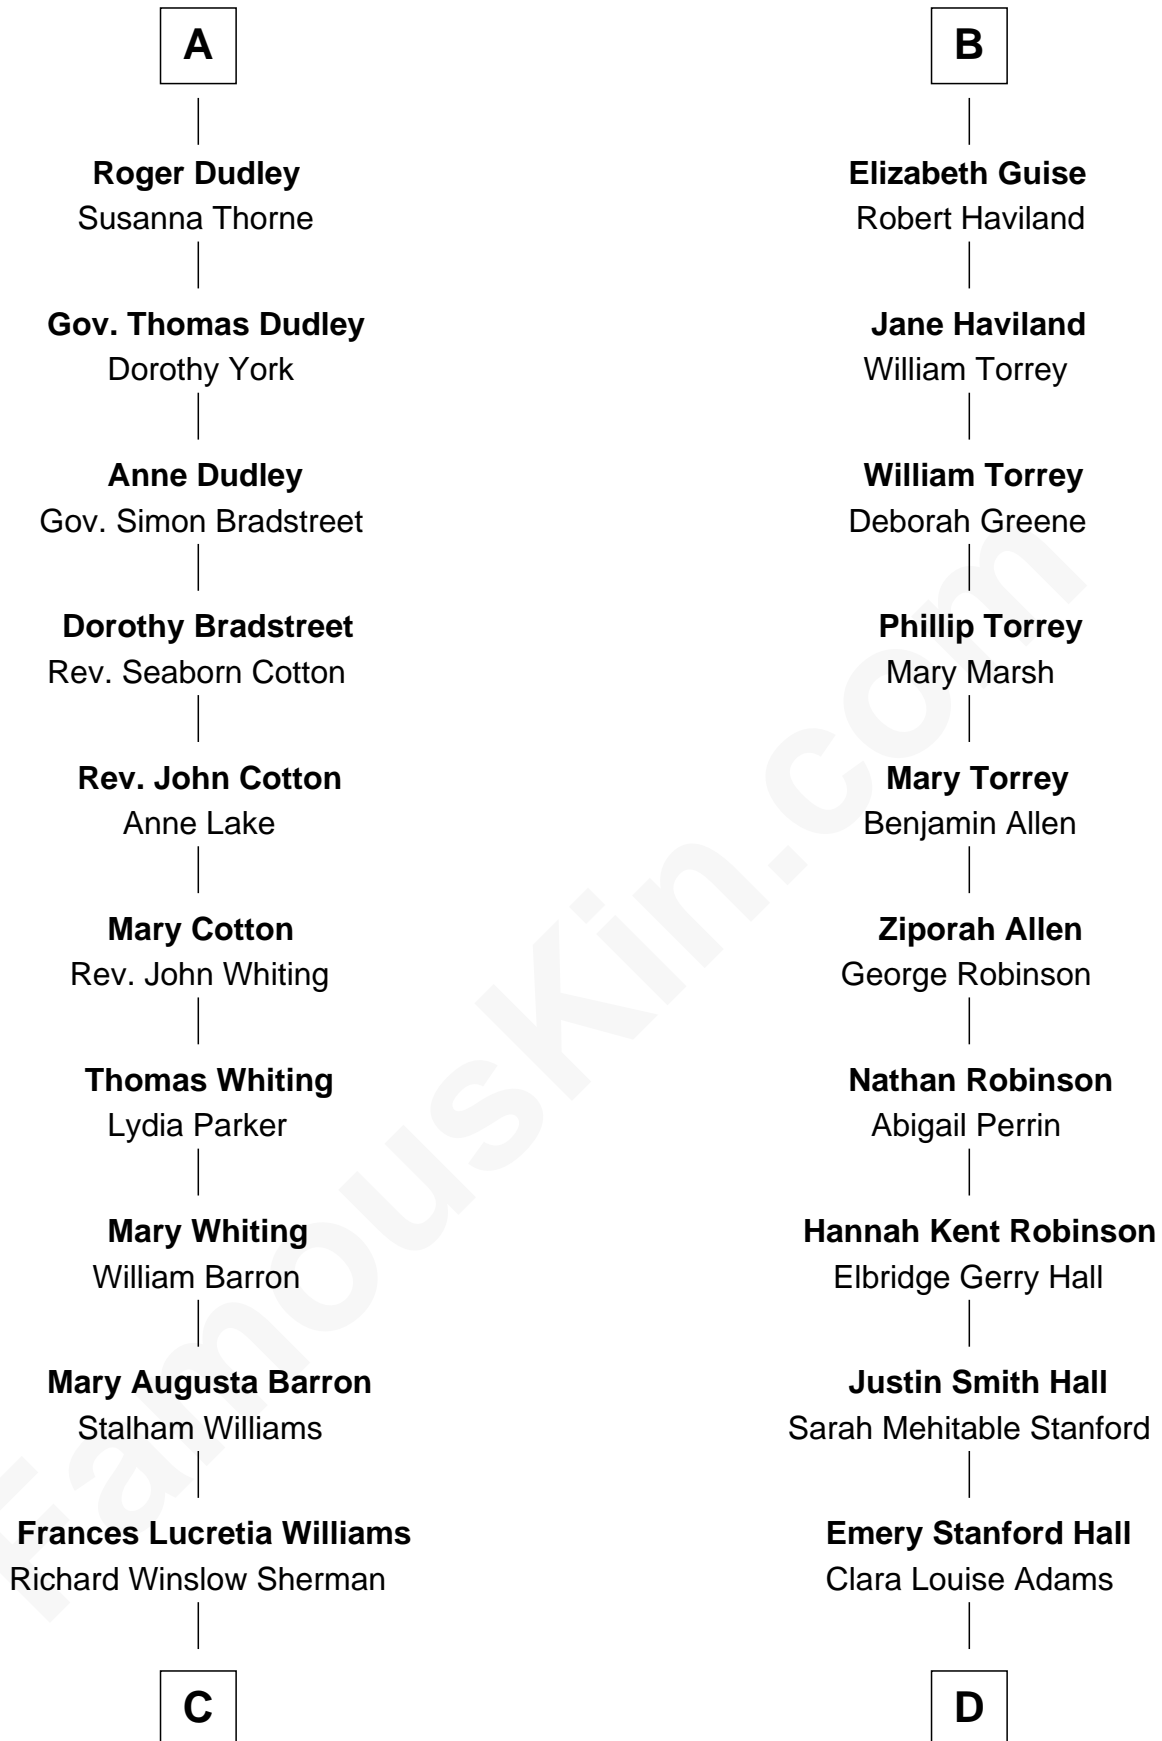 A
Roger Dudley
Susanna Thorne
Gov. Thomas Dudley
Dorothy York
Anne Dudley
Gov. Simon Bradstreet
Dorothy Bradstreet
Rev. Seaborn Cotton
Rev. John Cotton
Anne Lake
Mary Cotton
Rev. John Whiting
Thomas Whiting
Lydia Parker
Mary Whiting
William Barron
Mary Augusta Barron
Stalham Williams
Frances Lucretia Williams
Richard Winslow Sherman
C
B
Elizabeth Guise
Robert Haviland
Jane Haviland
William Torrey
William Torrey
Deborah Greene
Phillip Torrey
Mary Marsh
Mary Torrey
Benjamin Allen
Ziporah Allen
George Robinson
Nathan Robinson
Abigail Perrin
Hannah Kent Robinson
Elbridge Gerry Hall
Justin Smith Hall
Sarah Mehitable Stanford
Emery Stanford Hall
Clara Louise Adams
D
FamousKin.com